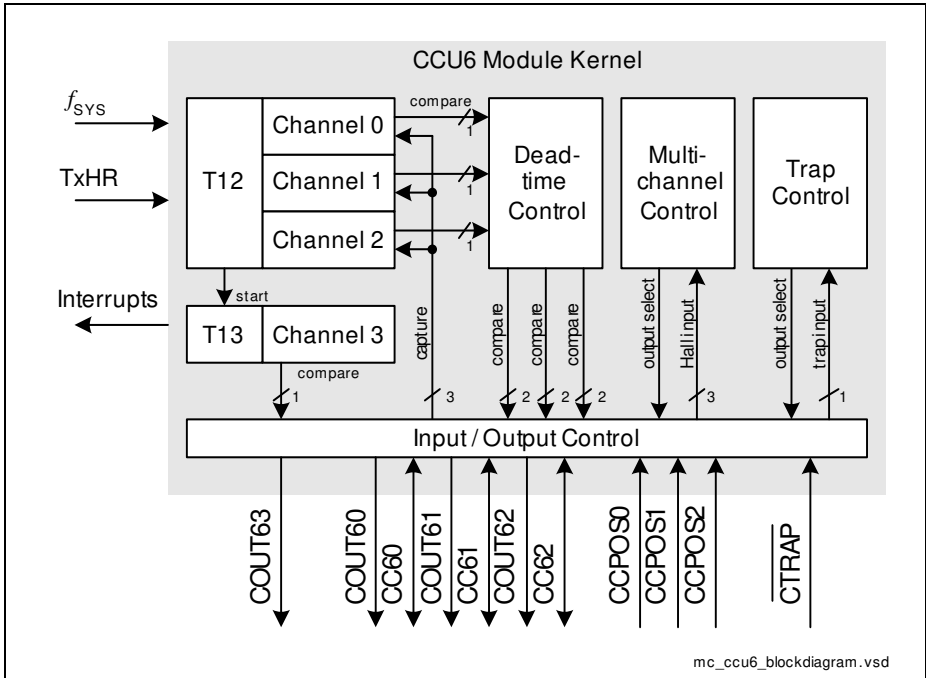 CCU6 Module Kernel
fSYS
TxHR
Interrupts
T12
Channel 0
Channel 1
Channel 2
compare
1
1
1
Dead-
time
Control
Multi-
channel
Control
Trap
Control
start
T13
Channel 3
compare
1
capture
3
compare
2
compare
2
compare
2
output select
Hall input
3
output select
trap input
1
Input / Output Control
COUT63
COUT60
CC60
COUT61
CC61
COUT62
CC62
CCPOS0
CCPOS1
CCPOS2
CTRAP
mc_ccu6_blockdiagram.vsd